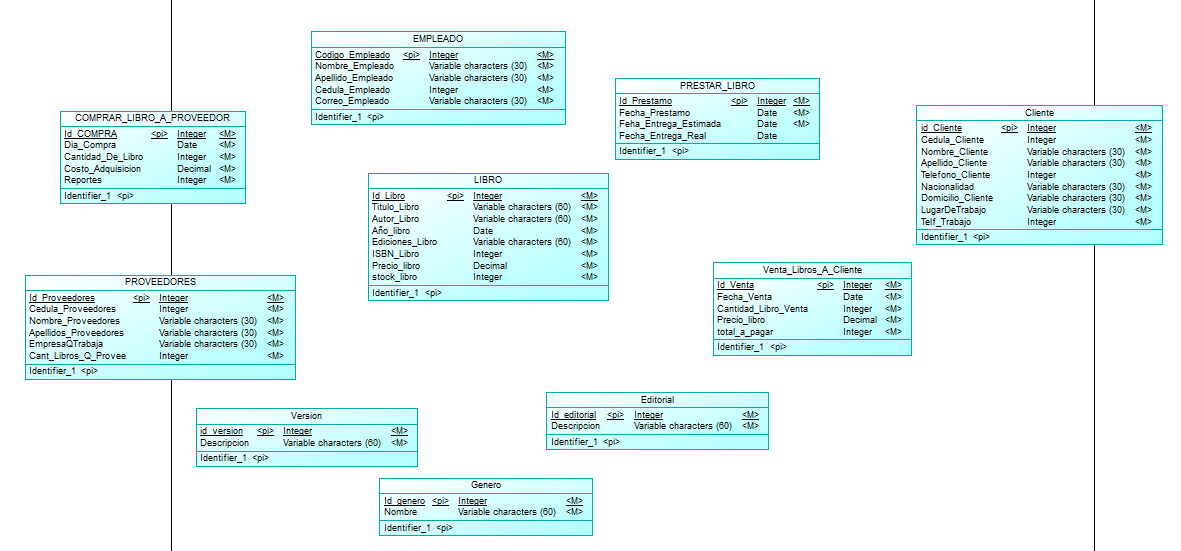 EMPLEADO
Codigo_Empleado <pi> Integer <M>
Nombre_Empleado Variable characters (30) <M>
Apellido_Empleado Variable characters (30) <M>
Cedula_Empleado Integer <M>
Correo_Empleado Variable characters (30) <M>
Identifier_1 <pi>
PRESTAR_LIBRO
Id_Prestamo <pi> Integer <M>
Fecha_Prestamo Date <M>
Feha_Entrega_Estimada Date <M>
Fecha_Entrega_Real Date
Identifier_1 <pi>
COMPRAR_LIBRO_A_PROVEEDOR
Id_COMPRA <pi> Integer <M>
Dia_Compra Date <M>
Cantidad_De_Libro Integer <M>
Costo_Adquisicion Decimal <M>
Reportes Integer <M>
Identifier_1 <pi>
Cliente
id_Cliente <pi> Integer <M>
Cedula_Cliente Integer <M>
Nombre_Cliente Variable characters (30) <M>
Apellido_Cliente Variable characters (30) <M>
Telefono_Cliente Integer <M>
Nacionalidad Variable characters (30) <M>
Domicilio_Cliente Variable characters (30) <M>
LugarDeTrabajo Variable characters (30) <M>
Telf_Trabajo Integer <M>
Identifier_1 <pi>
LIBRO
Id_Libro <pi> Integer <M>
Titulo_Libro Variable characters (60) <M>
Autor_Libro Variable characters (60) <M>
Año_libro Date <M>
Ediciones_Libro Variable characters (60) <M>
ISBN_Libro Integer <M>
Precio_libro Decimal <M>
stock_libro Integer <M>
Identifier_1 <pi>
PROVEEDORES
Id_Proveedores <pi> Integer <M>
Cedula_Proveedores Integer <M>
Nombre_Proveedores Variable characters (30) <M>
Apellidos_Proveedores Variable characters (30) <M>
EmpresaQTrabaja Variable characters (30) <M>
Cant_Libros_Q_Provee Integer <M>
Identifier_1 <pi>
Venta_Libros_A_Cliente
Id_Venta <pi> Integer <M>
Fecha_Venta Date <M>
Cantidad_Libro_Venta Integer <M>
Precio_libro Decimal <M>
total_a_pagar Integer <M>
Identifier_1 <pi>
Version
id_version <pi> Integer <M>
Descripcion Variable characters (60) <M>
Identifier_1 <pi>
Editorial
Id_editorial <pi> Integer <M>
Descripcion Variable characters (60) <M>
Identifier_1 <pi>
Genero
Id_genero <pi> Integer <M>
Nombre Variable characters (60) <M>
Identifier_1 <pi>